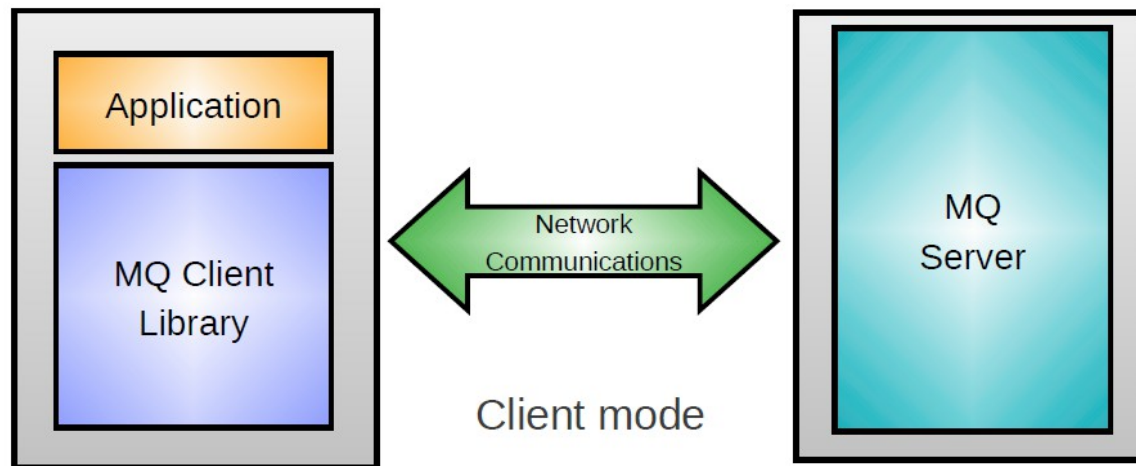 Application
MQ Client
Library
Network
Communications
MQ
Server
Client mode